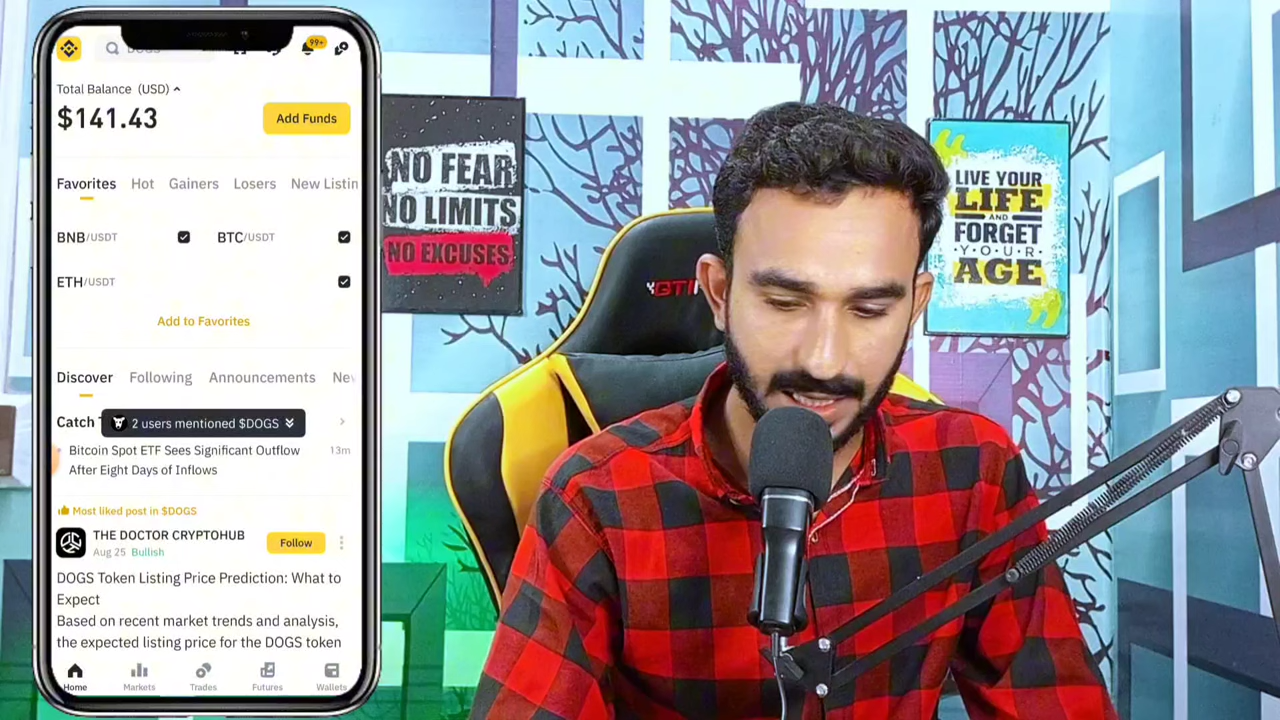 DOGS
99+
Total Balance (USD)
$141.43
Add Funds
Favorites Hot Gainers Losers New Listin
BNB/USDT BTC/USDT
ETH/USDT
Add to Favorites
Discover Following Announcements Ne
Catch
2 users mentioned $DOGS
Bitcoin Spot ETF Sees Significant Outflow 13m
After Eight Days of Inflows
Most liked post in $DOGS
THE DOCTOR CRYPTOHUB
Aug 25 Bullish
Follow
DOGS Token Listing Price Prediction: What to
Expect
Based on recent market trends and analysis,
the expected listing price for the DOGS token
Home Markets Trades Futures Wallets
NO FEAR
NO LIMITS
NO EXCUSES
GTI
LIVE YOUR
LIFE
AND
FORGET
YOUR
AGE